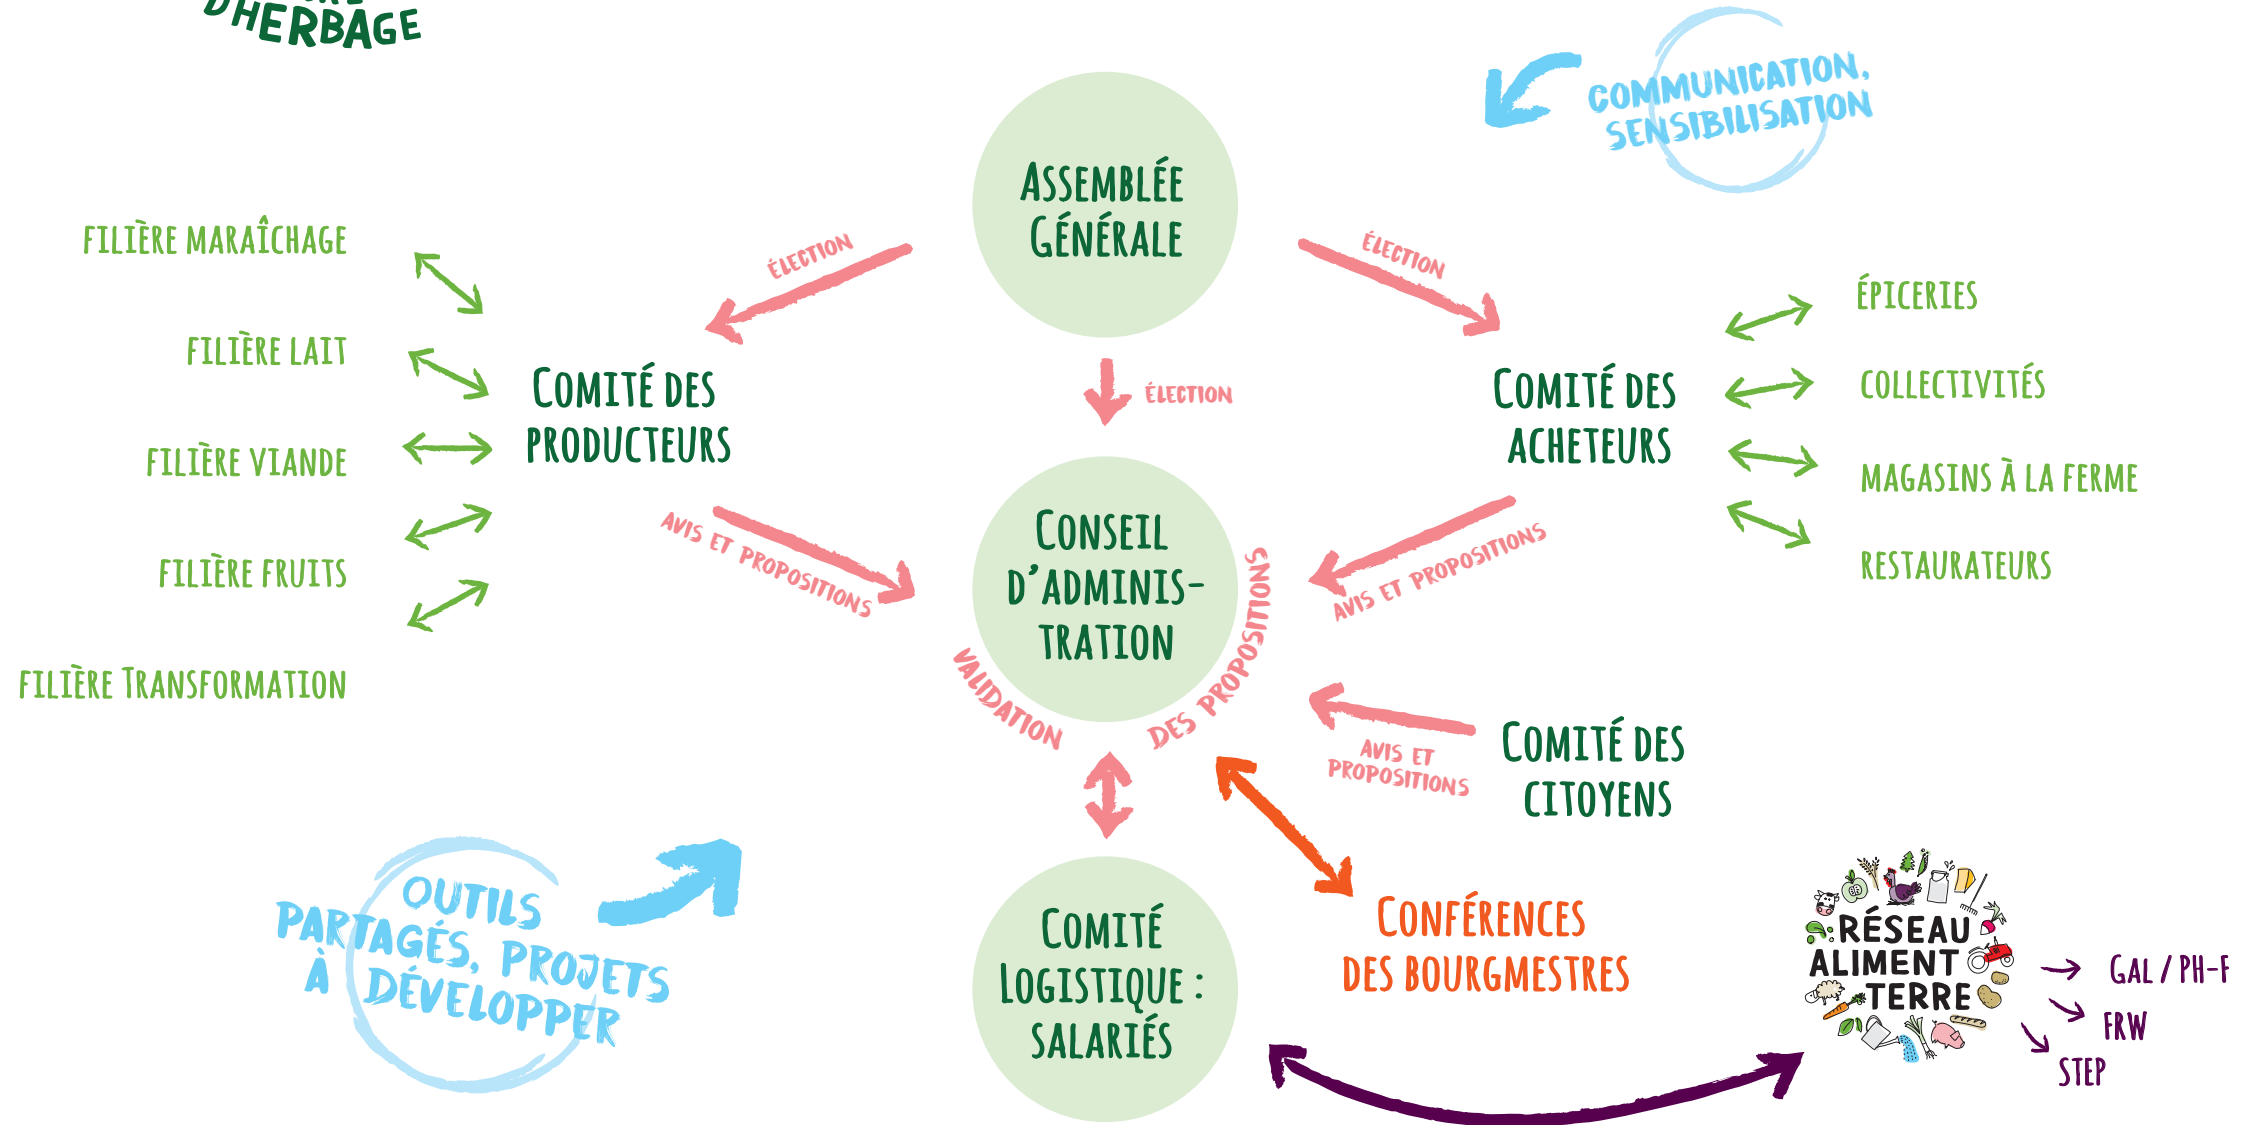 D'HERBAGE
COMMUNICATION,
SENSIBILISATION
ASSEMBLÉE
GÉNÉRALE
ÉLECTION
ÉLECTION
ÉLECTION
FILIÈRE MARAÎCHAGE
FILIÈRE LAIT
FILIÈRE VIANDE
FILIÈRE FRUITS
FILIÈRE TRANSFORMATION
COMITÉ DES
PRODUCTEURS
COMITÉ DES
ACHETEURS
ÉPICERIES
COLLECTIVITÉS
MAGASINS À LA FERME
RESTAURATEURS
AVIS ET PROPOSITIONS
CONSEIL
D'ADMINIS-
TRATION
VALIDATION
DES PROPOSITIONS
AVIS ET PROPOSITIONS
AVIS ET
PROPOSITIONS
COMITÉ DES
CITOYENS
OUTILS
PARTAGÉS, PROJETS
À DÉVELOPPER
COMITÉ
LOGISTIQUE :
SALARIÉS
CONFÉRENCES
DES BOURGMESTRES
RÉSEAU
ALIMENT
TERRE
GAL / PH-F
FRW
STEP